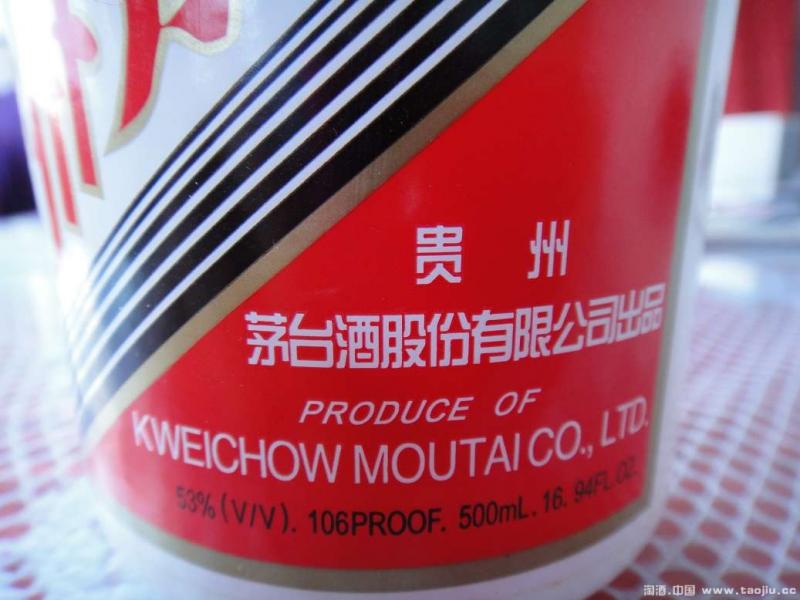 贵州
茅台酒股份有限公司出品
PRODUCE OF
KWEICHOW MOUTAI CO., LTD.
53%(V/V). 106PROOF. 500mL. 16. 94FL.OZ.
淘酒.中国 www.taojiu.cc